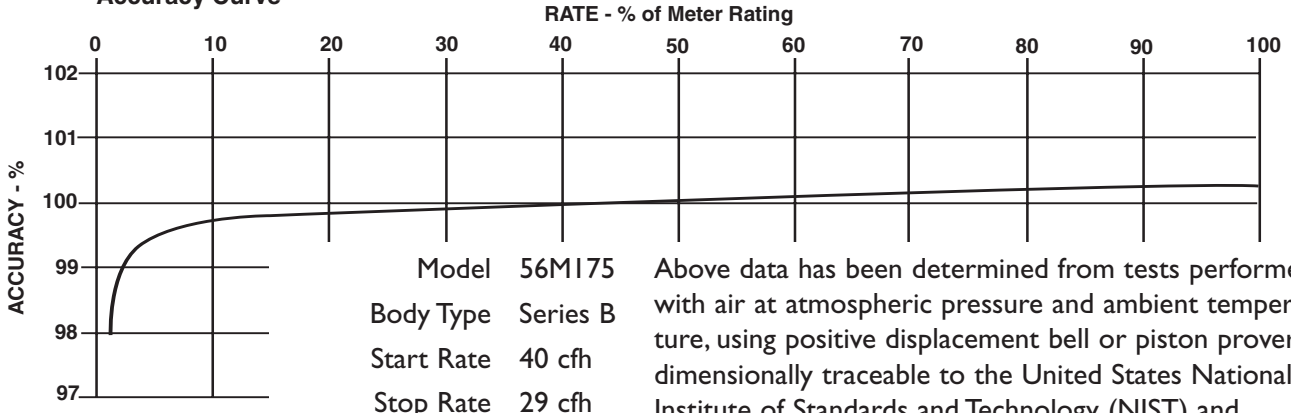 Accuracy Curve
RATE - % of Meter Rating
0 10 20 30 40 50 60 70 80 90 100
102
101
100
99
98
97
ACCURACY - %
Model 56M175
Body Type Series B
Start Rate 40 cfh
Stop Rate 29 cfh
Above data has been determined from tests performe
with air at atmospheric pressure and ambient temper
ture, using positive displacement bell or piston prover
dimensionally traceable to the United States National
Institute of Standards and Technology (NIST) and